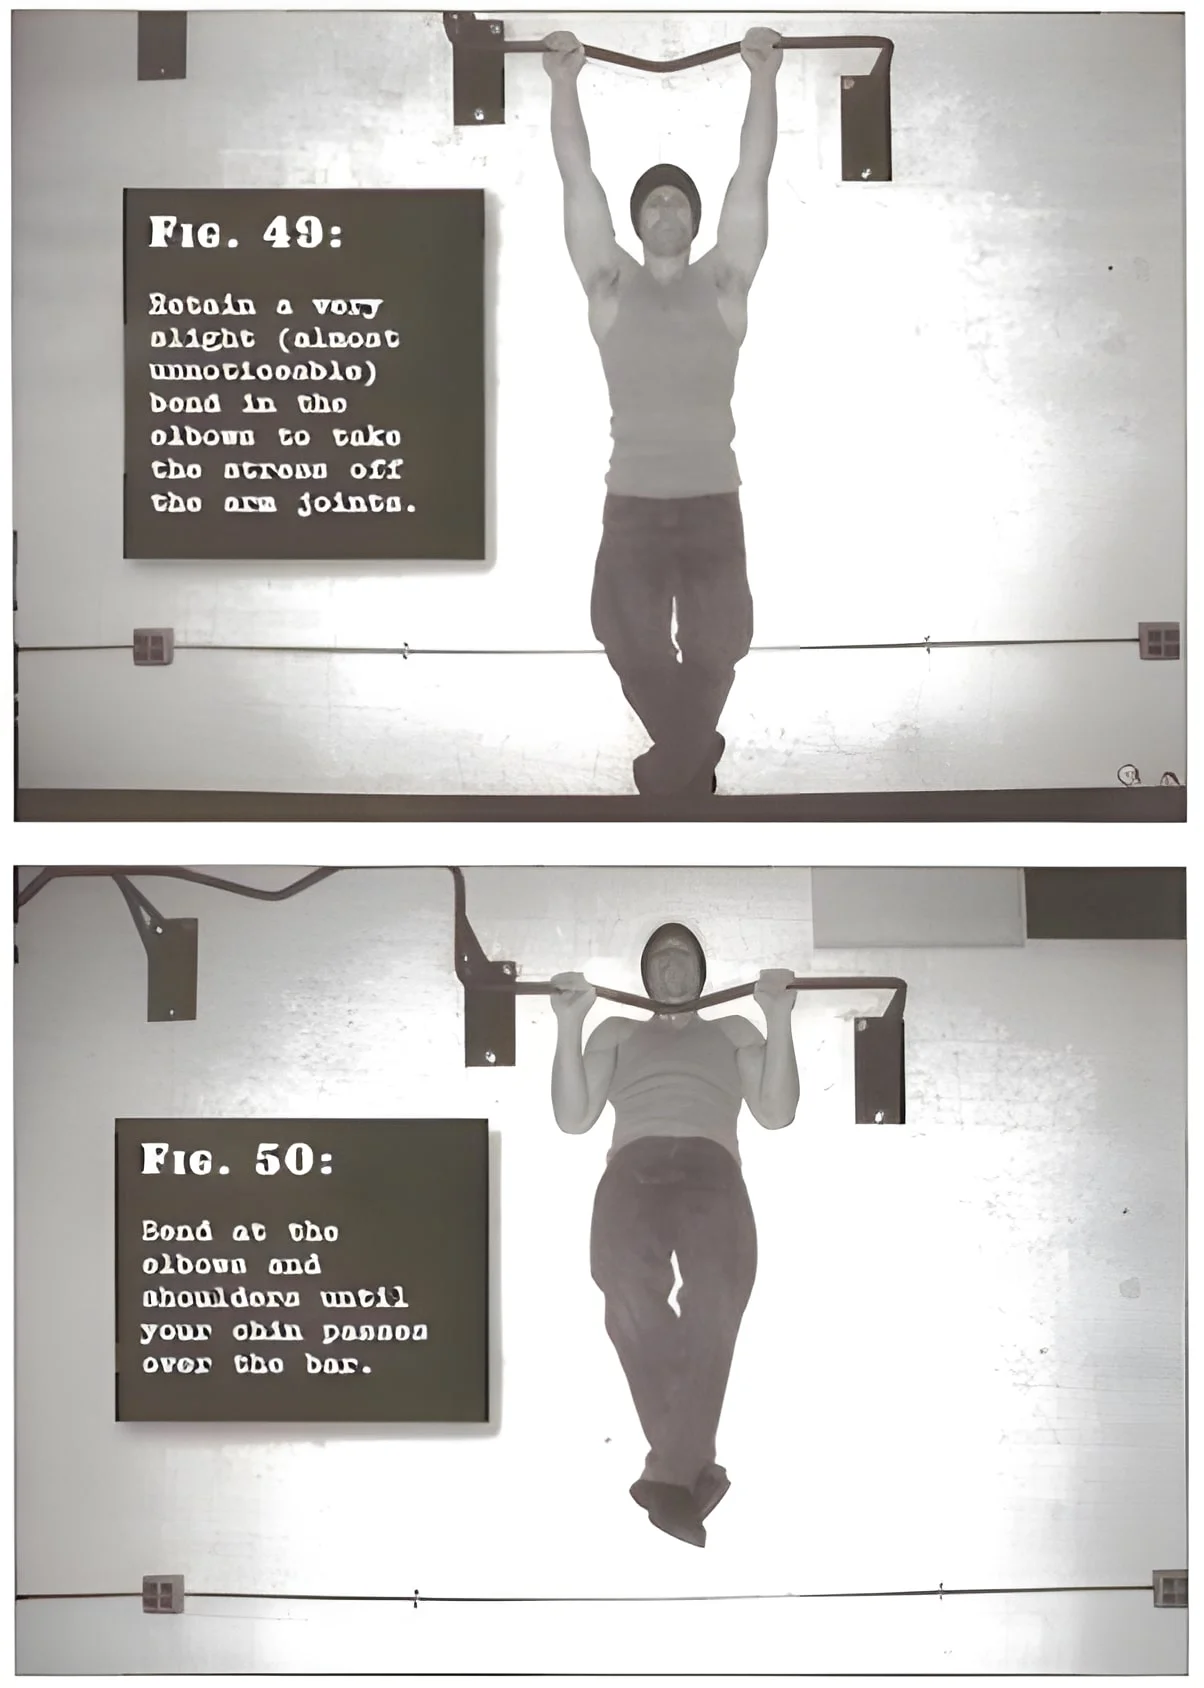 Fig. 49:
Retain a very
slight (almost
unnoticeable)
bend in the
elbows to take
the stress off
the arm joints.
Fig. 50:
Bend at the
elbows and
shoulders until
your chin passes
over the bar.